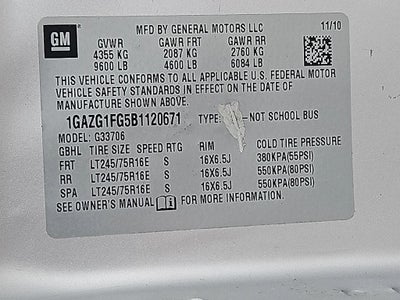 GM MFD BY GENERAL MOTORS LLC 11/10
GVWR GAWR FRT GAWR RR
4355 KG 2087 KG 2760 KG
9600 LB 4600 LB 6084 LB
THIS VEHICLE CONFORMS TO ALL APPLICABLE U.S. FEDERAL MOTOR
VEHICLE SAFETY STANDARDS IN EFFECT ON THE DATE OF
MANUFACTURE SHOWN ABOVE.
1GAZG1FG5B1120671 TYPE: -NOT SCHOOL BUS
MODEL: G33706
GBHL TIRE SIZE SPEED RTG RIM COLD TIRE PRESSURE
FRT LT245/75R16E S 16X6.5J 380KPA(55PSI)
RR LT245/75R16E S 16X6.5J 550KPA(80PSI)
SPA LT245/75R16E S 16X6.5J 550KPA(80PSI)
SEE OWNER'S MANUAL FOR MORE INFORMATION.